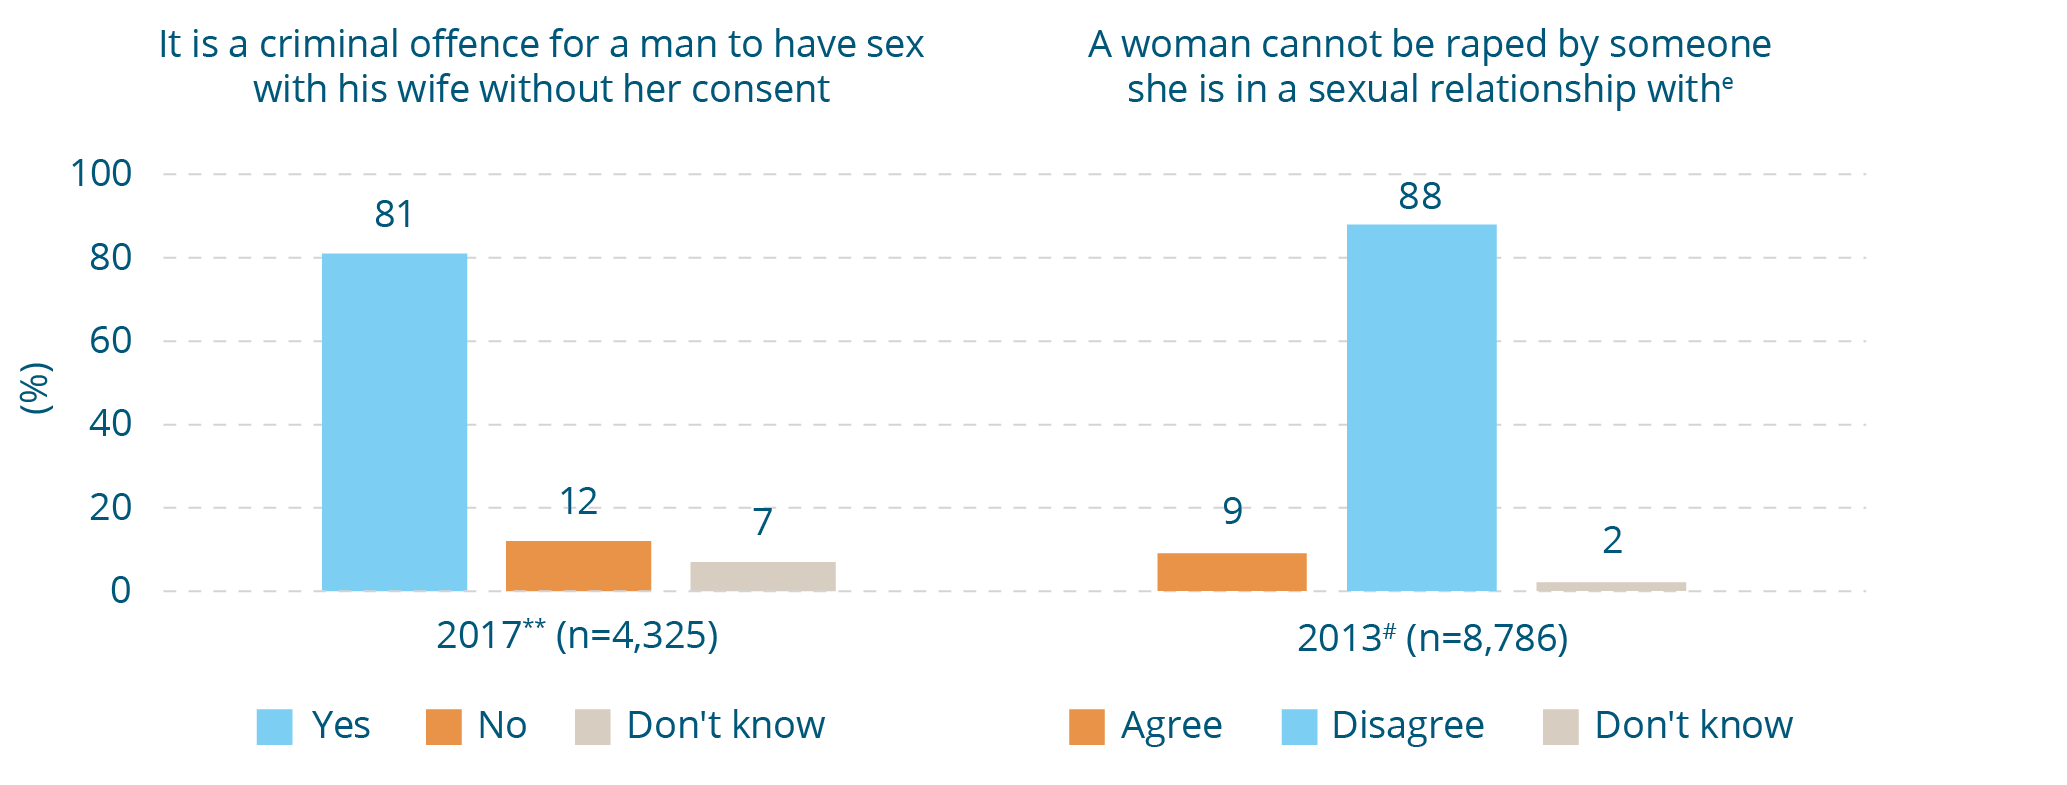 It is a criminal offence for a man to have sex
with his wife without her consent
A woman cannot be raped by someone
she is in a sexual relationship withᵉ
(%)
100
80
60
40
20
0
81
12
7
9
88
2
2017** (n=4,325)
2013# (n=8,786)
Yes No Don't know
Agree Disagree Don't know